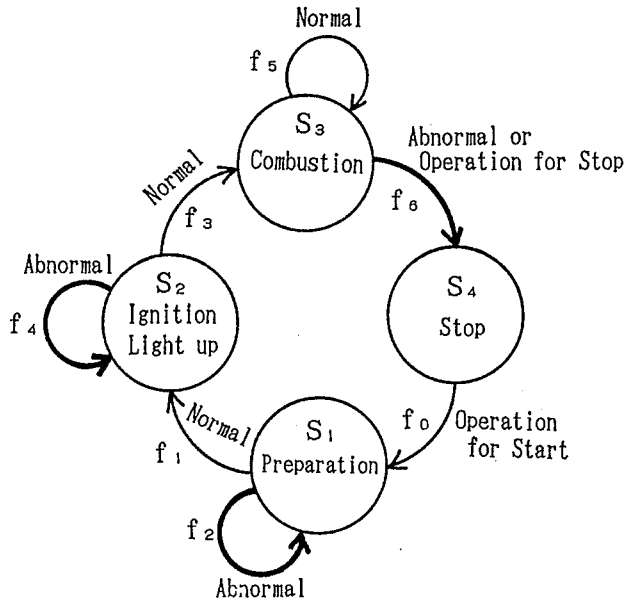 Normal
f₅
S₃
Combustion
Abnormal or
Operation for Stop
f₆
Normal
f₃
Abnormal
S₂
Ignition
Light up
f₄
S₄
Stop
f₀
Operation
for Start
Normal
f₁
S₁
Preparation
f₂
Abnormal